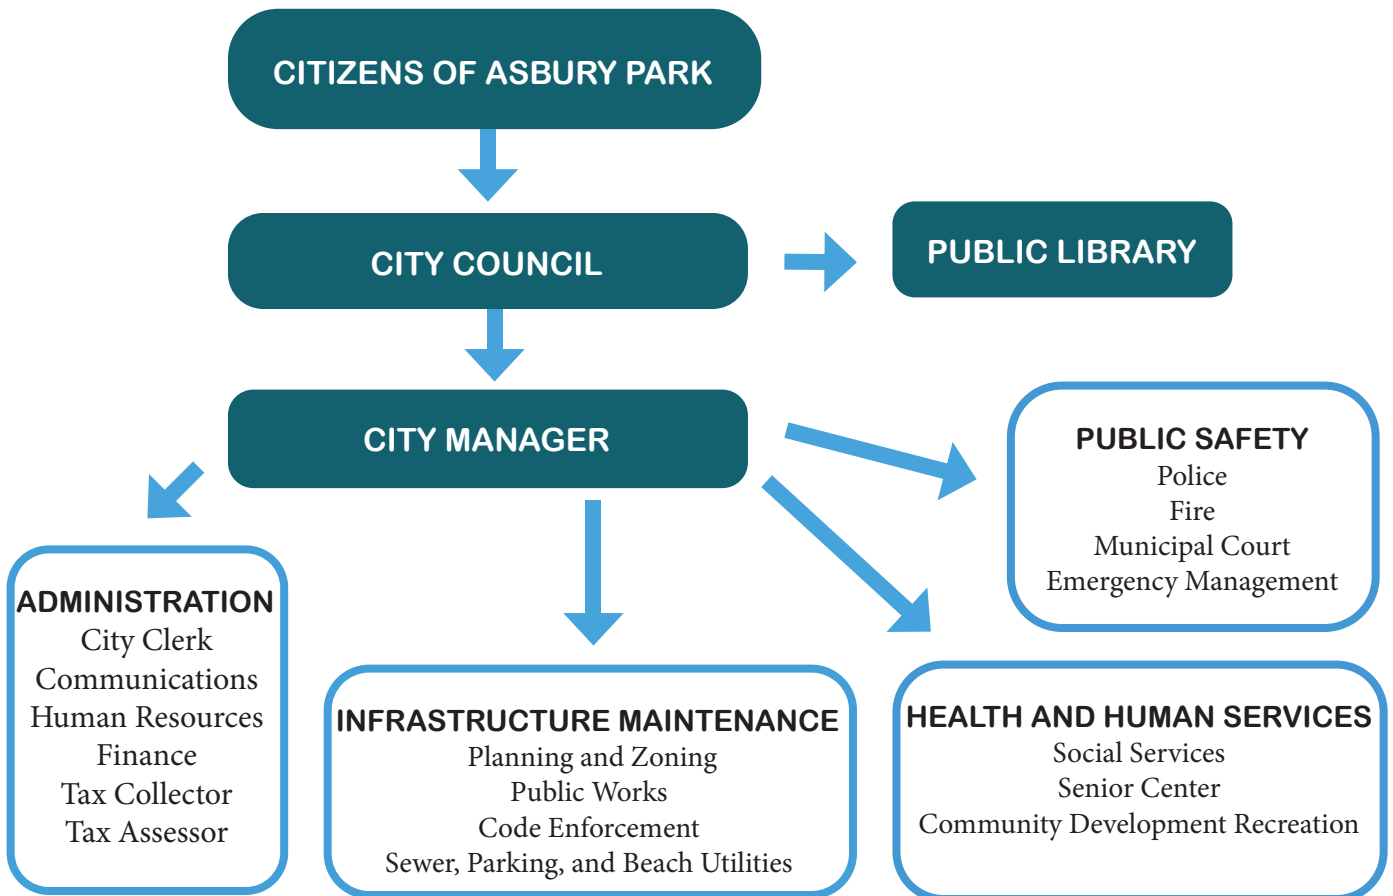 CITIZENS OF ASBURY PARK
CITY COUNCIL
PUBLIC LIBRARY
CITY MANAGER
PUBLIC SAFETY
Police
Fire
Municipal Court
Emergency Management
ADMINISTRATION
City Clerk
Communications
Human Resources
Finance
Tax Collector
Tax Assessor
INFRASTRUCTURE MAINTENANCE
Planning and Zoning
Public Works
Code Enforcement
Sewer, Parking, and Beach Utilities
HEALTH AND HUMAN SERVICES
Social Services
Senior Center
Community Development Recreation